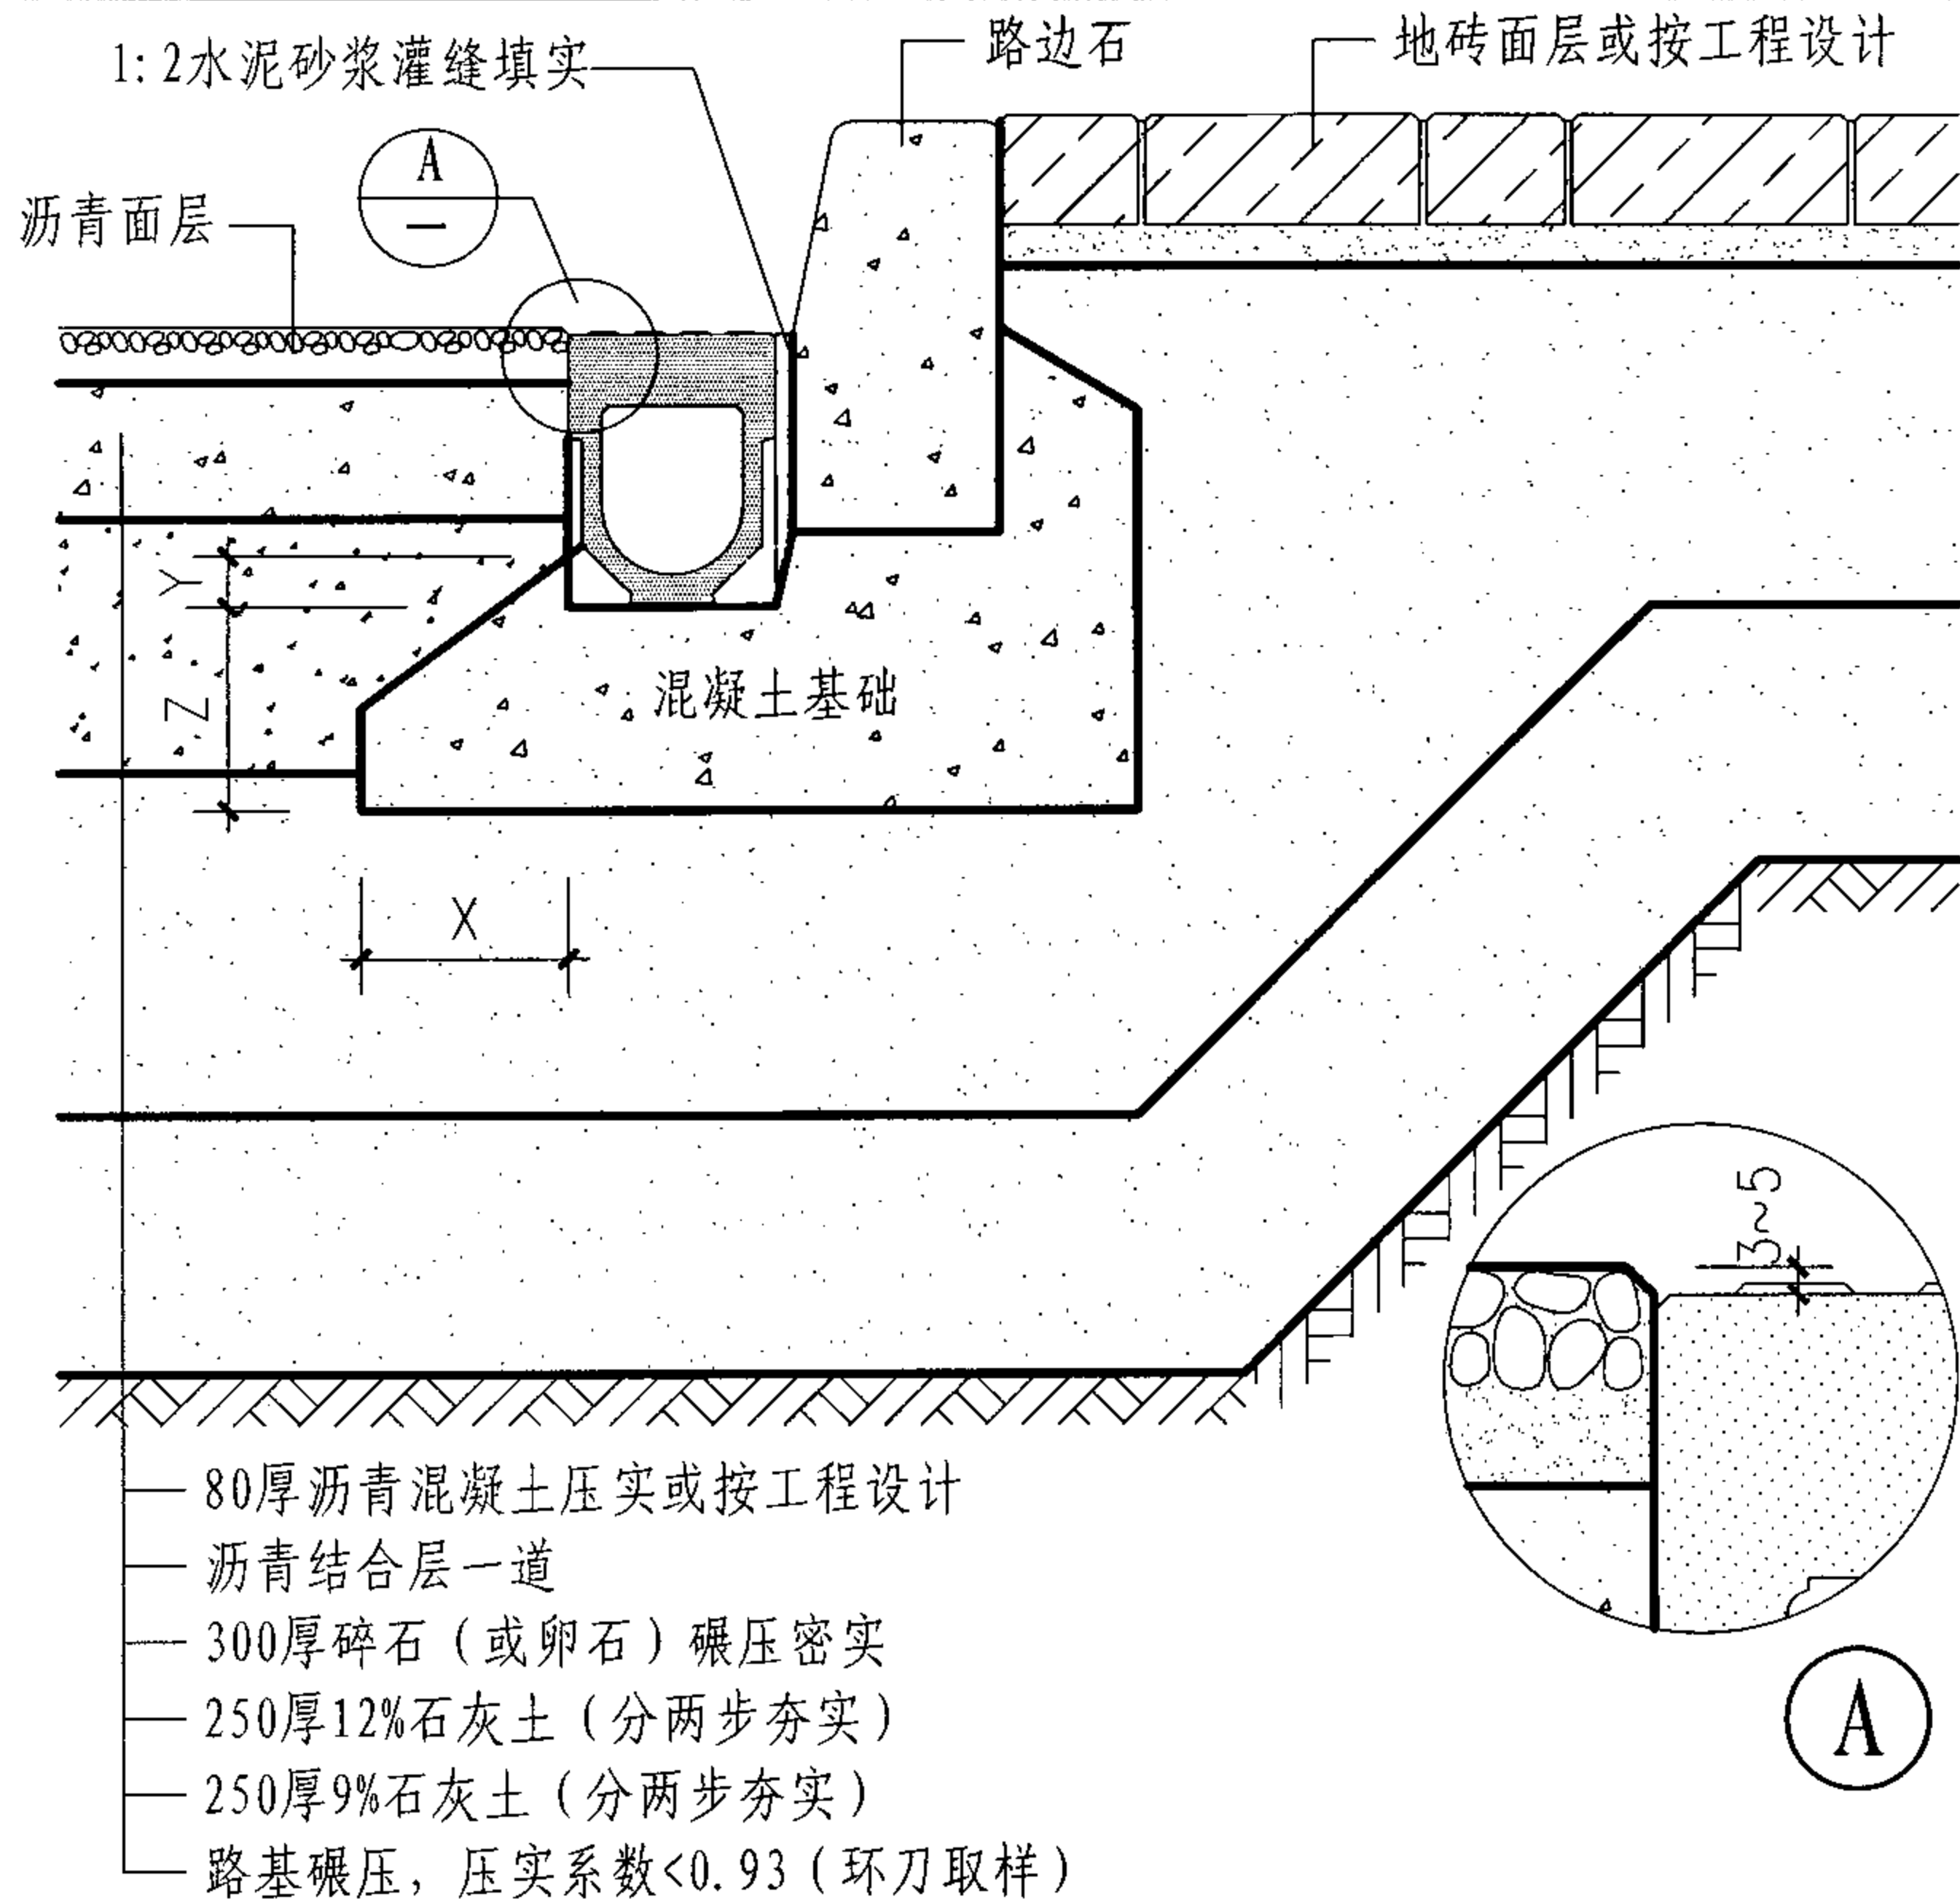 路边石
地砖面层或按工程设计
1:2水泥砂浆灌缝填实
A
沥青面层
Y
Z
混凝土基础
X
3~5
80厚沥青混凝土压实或按工程设计
沥青结合层一道
300厚碎石（或卵石）碾压密实
250厚12%石灰土（分两步夯实）
250厚9%石灰土（分两步夯实）
路基碾压，压实系数<0.93（环刀取样）
A